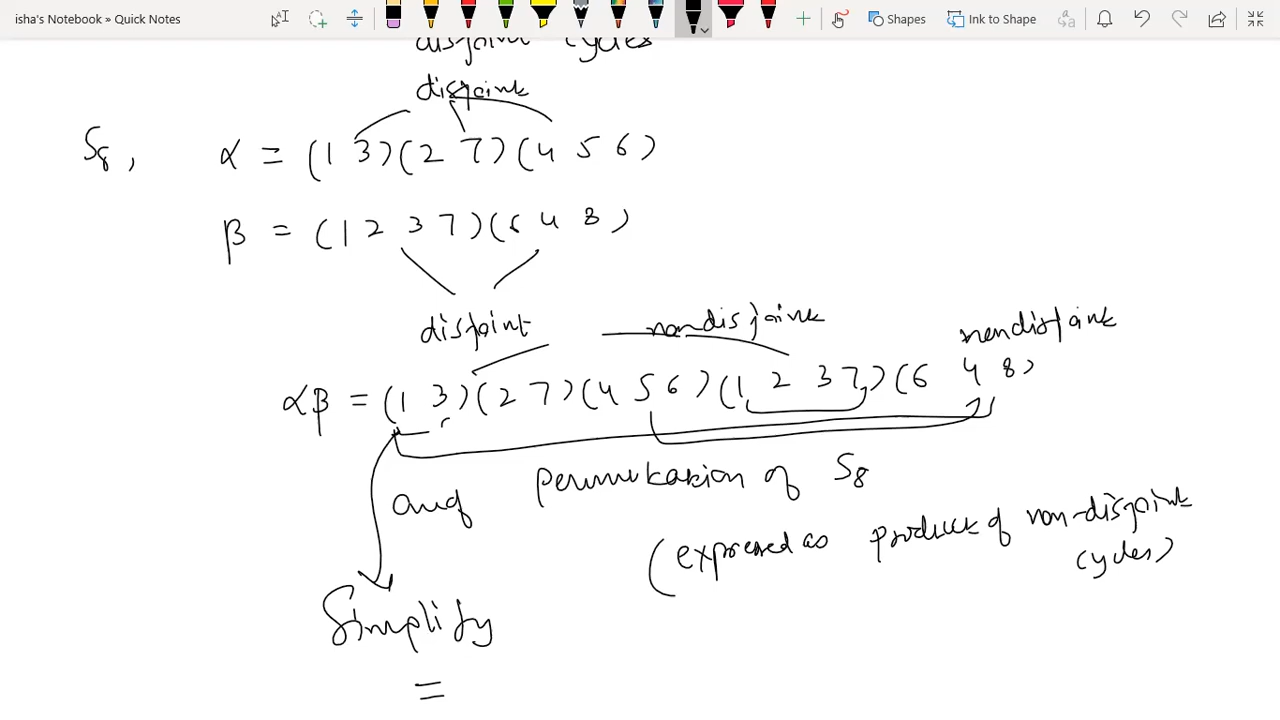 isha's Notebook » Quick Notes
Shapes
Ink to Shape
disjoint cycles
disjoint
S₈, α = (1 3)(2 7)(4 5 6)
β = (1 2 3 7)(6 4 8)
disjoint
nondisjoint
nondisjoint
αβ = (1 3)(2 7)(4 5 6)(1 2 3 7)(6 4 8)
permutation of S₈
(expressed as product of non-disjoint
cycles)
Simplify
=